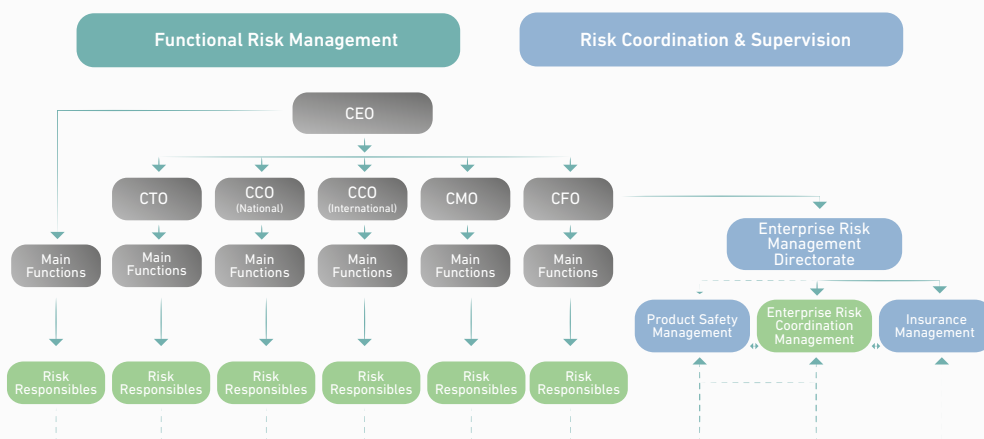 Functional Risk Management
Risk Coordination & Supervision
CEO
CTO
CCO
(National)
CCO
(International)
CMO
CFO
Enterprise Risk
Management
Directorate
Main
Functions
Main
Functions
Main
Functions
Main
Functions
Main
Functions
Main
Functions
Product Safety
Management
Enterprise Risk
Coordination
Management
Insurance
Management
Risk
Responsibles
Risk
Responsibles
Risk
Responsibles
Risk
Responsibles
Risk
Responsibles
Risk
Responsibles